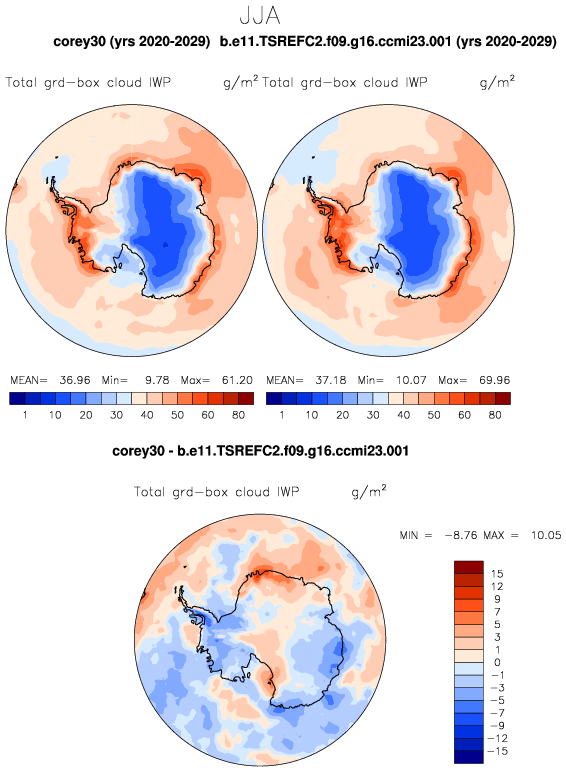 JJA
corey30 (yrs 2020-2029) b.e11.TSREFC2.f09.g16.ccmi23.001 (yrs 2020-2029)
Total grd-box cloud IWP g/m² Total grd-box cloud IWP g/m²
MEAN= 36.96 Min= 9.78 Max= 61.20 MEAN= 37.18 Min= 10.07 Max= 69.96
1 10 20 30 40 50 60 80 1 10 20 30 40 50 60 80
corey30 - b.e11.TSREFC2.f09.g16.ccmi23.001
Total grd-box cloud IWP g/m²
MIN = -8.76 MAX = 10.05
15
12
9
7
5
3
1
0
-1
-3
-5
-7
-9
-12
-15